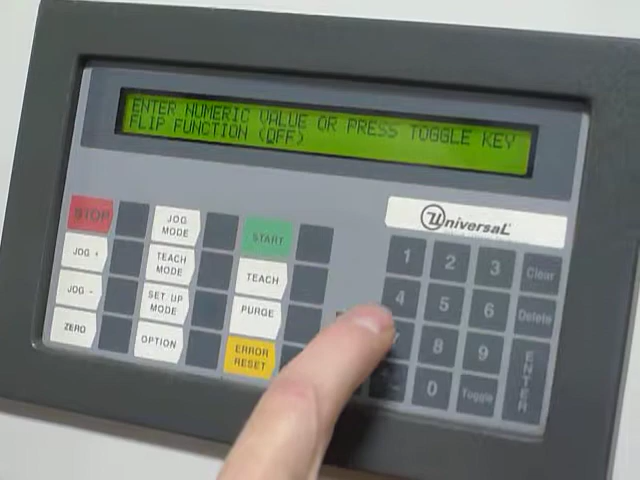 ENTER NUMERIC VALUE OR PRESS TOGGLE KEY
FLIP FUNCTION (OFF)
UniversaL
STOP
JOG MODE
START
1 2 3 Clear
JOG +
TEACH MODE
TEACH
4 5 6 Delete
JOG -
SET UP MODE
PURGE
8 9 ENTER
ZERO
OPTION
ERROR RESET
0 Toggle